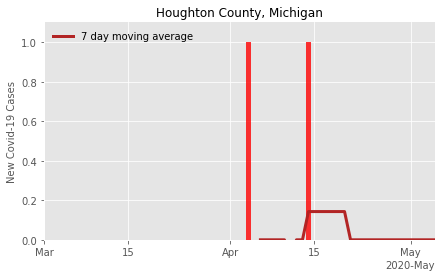 Houghton County, Michigan
7 day moving average
New Covid-19 Cases
1.0
0.8
0.6
0.4
0.2
0.0
Mar 15 Apr 15 May
2020-May